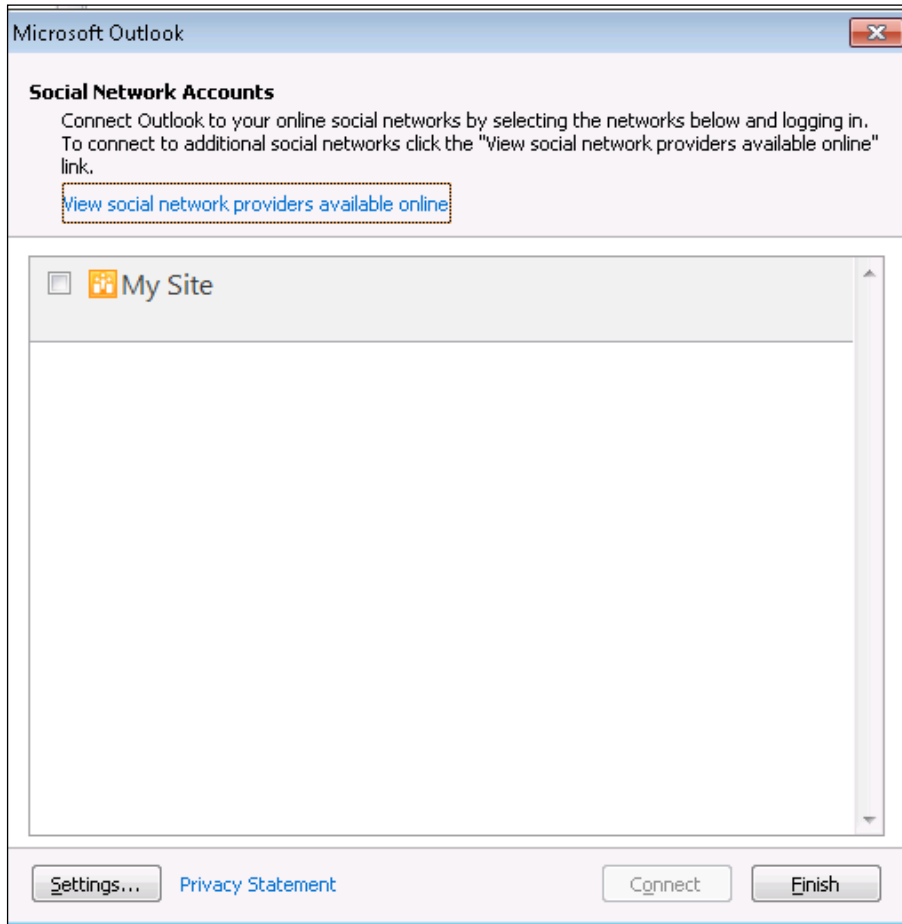 Microsoft Outlook
Social Network Accounts
Connect Outlook to your online social networks by selecting the networks below and logging in.
To connect to additional social networks click the "View social network providers available online"
link.
View social network providers available online
My Site
Settings...
Privacy Statement
Connect
Finish